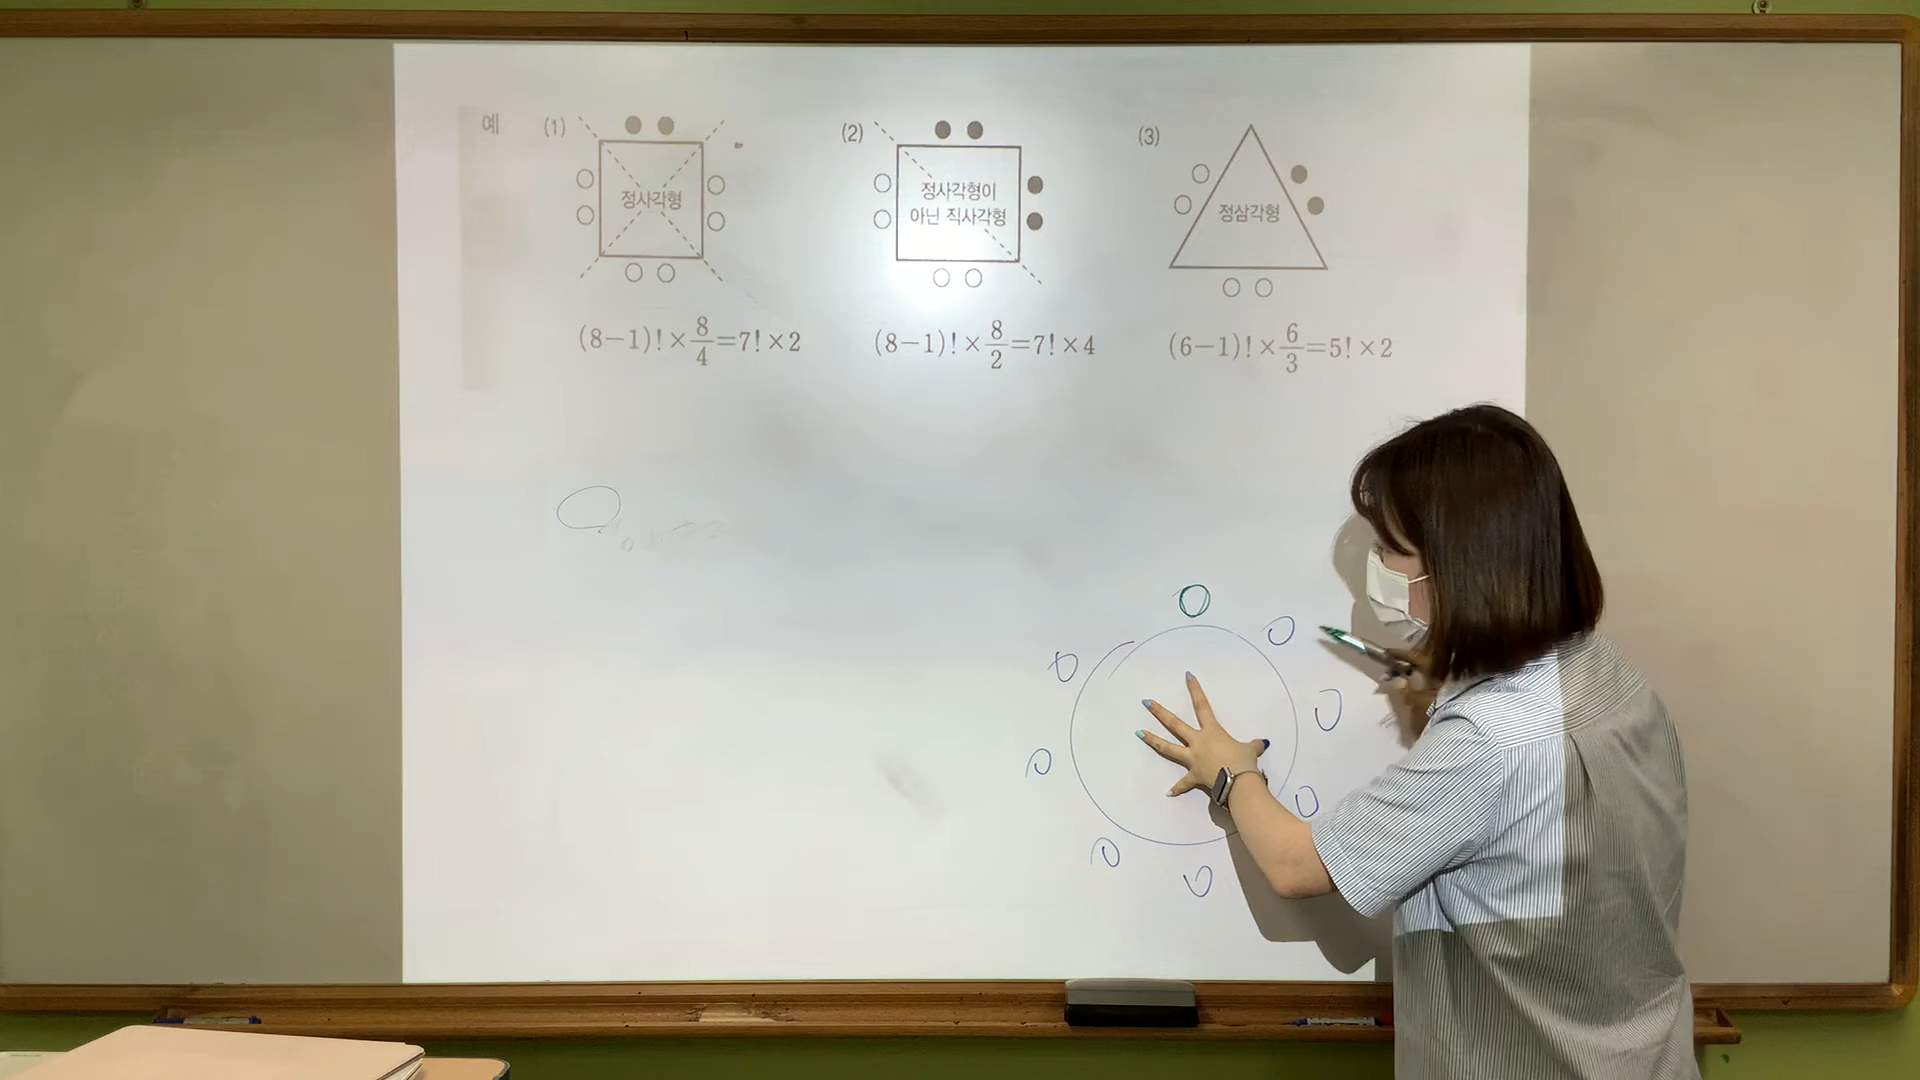 예
(1)
정사각형
(8−1)!×8/4=7!×2
(2)
정사각형이
아닌 직사각형
(8−1)!×8/2=7!×4
(3)
정삼각형
(6−1)!×6/3=5!×2